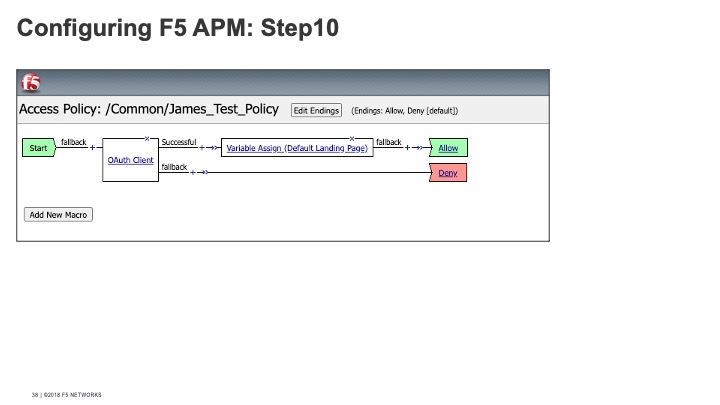 Configuring F5 APM: Step10
f5
Access Policy: /Common/James_Test_Policy Edit Endings (Endings: Allow, Deny [default])
Start fallback + OAuth Client Successful + Variable Assign (Default Landing Page) fallback + Allow
fallback + Deny
Add New Macro
38 | ©2018 F5 NETWORKS